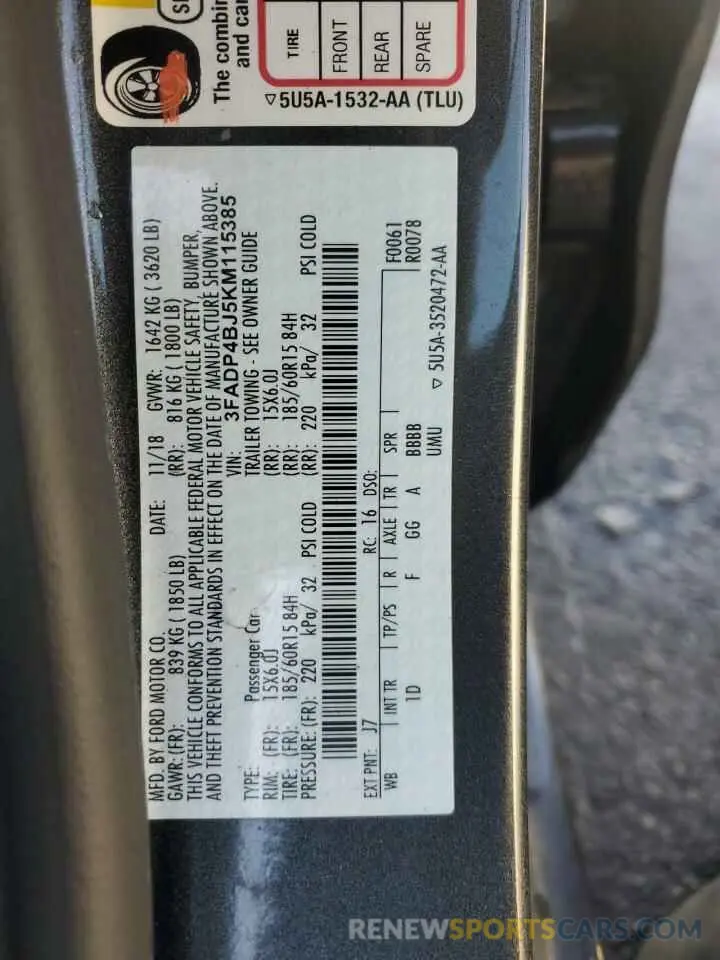 The combin
and car
TIRE
FRONT
REAR
SPARE
5U5A-1532-AA (TLU)
MFD. BY FORD MOTOR CO. DATE: 11/18 GVWR: 1642 KG ( 3620 LB)
GAWR:(FR): 839 KG ( 1850 LB) (RR): 816 KG ( 1800 LB)
THIS VEHICLE CONFORMS TO ALL APPLICABLE FEDERAL MOTOR VEHICLE SAFETY, BUMPER,
AND THEFT PREVENTION STANDARDS IN EFFECT ON THE DATE OF MANUFACTURE SHOWN ABOVE.
VIN: 3FADP4BJ5KM115385
TYPE: Passenger Car TRAILER TOWING - SEE OWNER GUIDE
RIM: (FR): 15X6.0J (RR): 15X6.0J
TIRE: (FR): 185/60R15 84H (RR): 185/60R15 84H
PRESSURE: (FR): 220 kPa/ 32 PSI COLD (RR): 220 kPa/ 32 PSI COLD
EXT PNT: J7 RC: 16 DSO: F0061
WB INT TR TP/PS R AXLE TR SPR R0078
1D F GG A BBBB
UMU 5U5A-3520472-AA
RENEWSPORTSCARS.COM